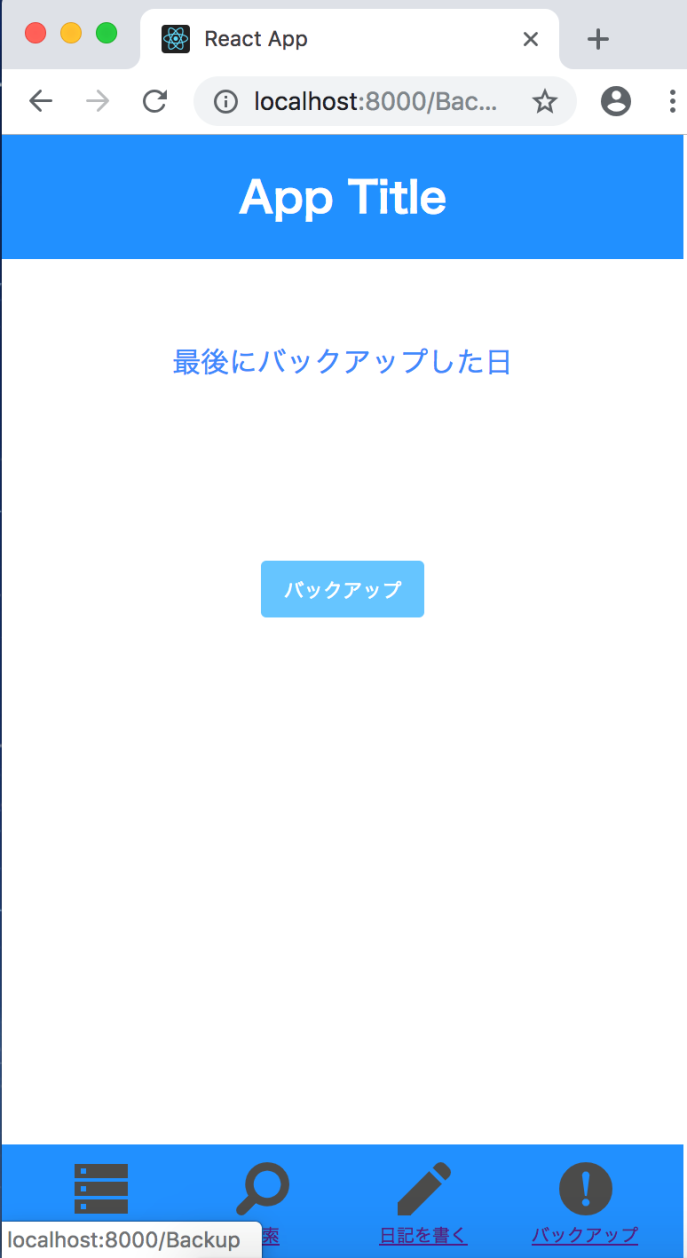 React App
localhost:8000/Bac...
App Title
最後にバックアップした日
バックアップ
索
日記を書く
バックアップ
localhost:8000/Backup